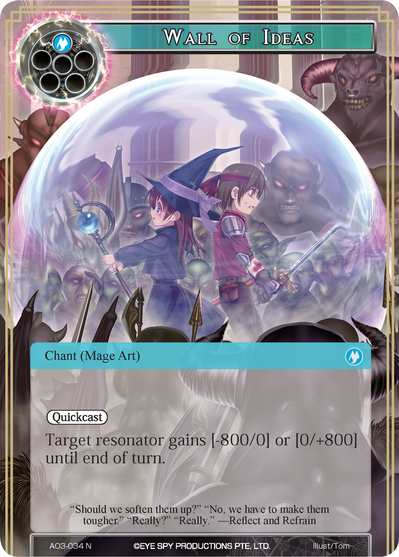 Wall of Ideas
Chant (Mage Art)
Quickcast
Target resonator gains [-800/0] or [0/+800]
until end of turn.
“Should we soften them up?” “No, we have to make them
tougher.” “Really?” “Really.” —Reflect and Refrain
A03-034 N ©EYE SPY PRODUCTIONS PTE. LTD. Illust/Tom